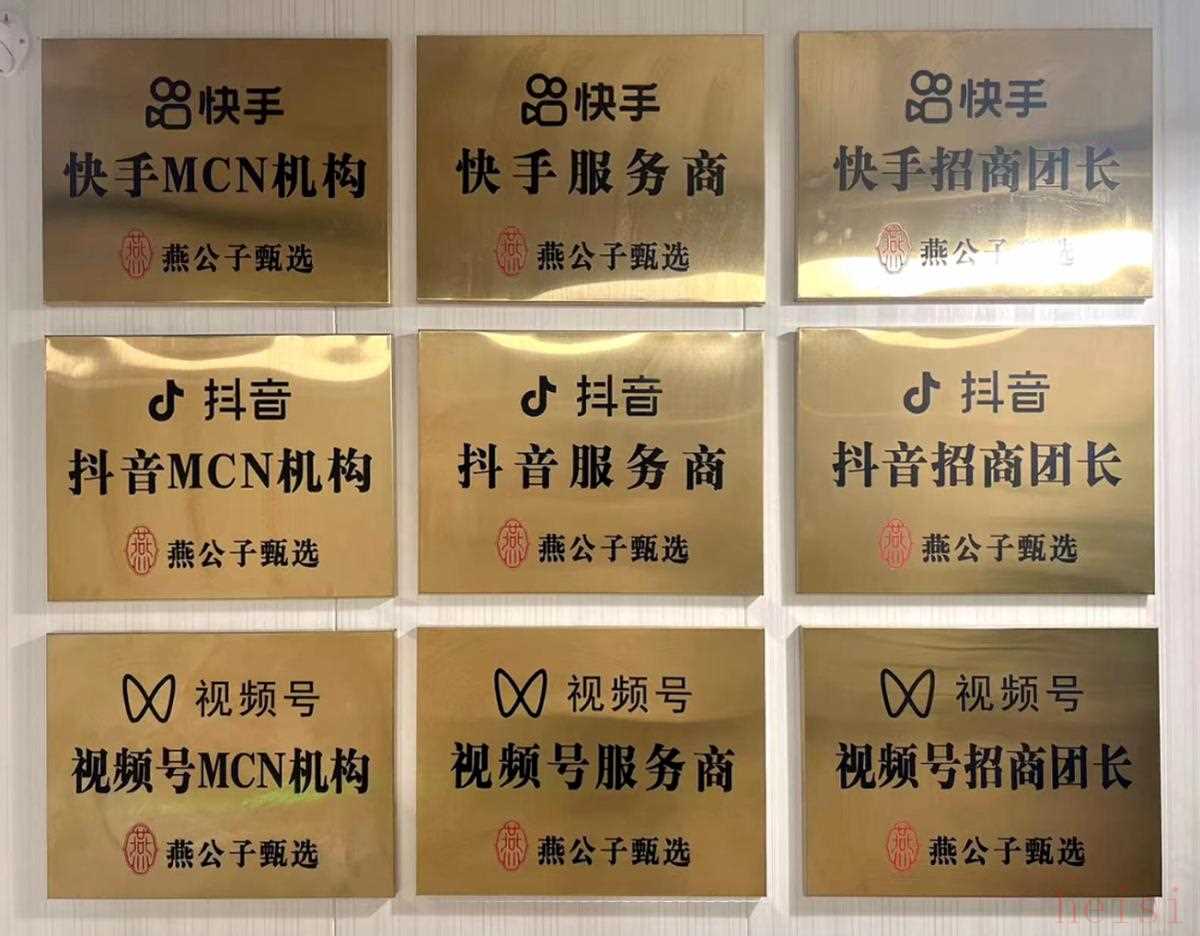 快手
快手MCN机构
燕公子甄选
快手
快手服务商
燕公子甄选
快手
快手招商团长
燕公子 选
抖音
抖音MCN机构
燕公子甄选
抖音
抖音服务商
燕公子甄选
抖音
抖音招商团长
燕公子甄选
视频号
视频号MCN机构
燕公子甄选
视频号
视频号服务商
燕公子甄选
视频号
视频号招商团长
燕公子甄选
heisi